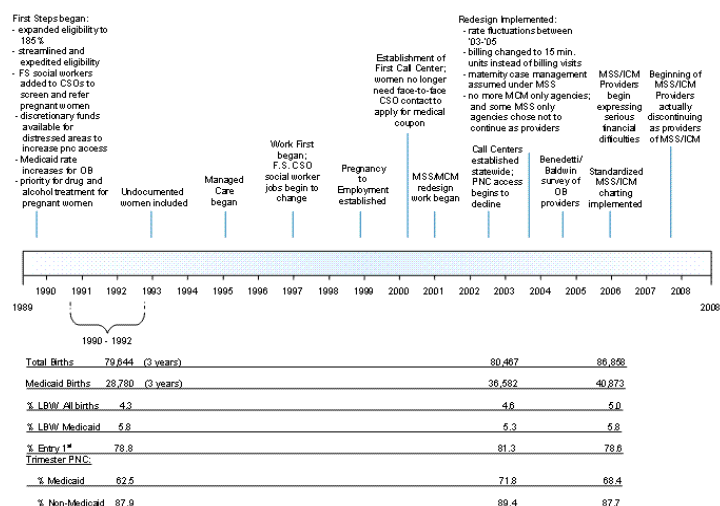 First Steps began:
- expanded eligibility to
185%
- streamlined and
expedited eligibility
- FS social workers
added to CSOs to
screen and refer
pregnant women
- discretionary funds
available for
distressed areas to
increase pnc access
- Medicaid rate
increases for OB
- priority for drug and
alcohol treatment for
pregnant women
Undocumented
women included
Managed
Care
began
Work First
began;
F.S. CSO
social worker
jobs begin to
change
Pregnancy
to
Employment
established
Establishment of
First Call Center;
women no longer
need face-to-face
CSO contact to
apply for medical
coupon
MSS/MCM
redesign
work began
Redesign Implemented:
- rate fluctuations between
'03-'05
- billing changed to 15 min.
units instead of billing visits
- maternity case management
assumed under MSS
- no more MCM only agencies;
and some MSS only
agencies chose not to
continue as providers
Call Centers
established
statewide;
PNC access
begins to
decline
Benedetti/
Baldwin
survey of
OB
providers
MSS/ICM
Providers
begin
expressing
serious
financial
difficulties
Standardized
MSS/ICM
charting
implemented
Beginning of
MSS/ICM
Providers
actually
discontinuing
as providers
of MSS/ICM
1990 1991 1992 1993 1994 1995 1996 1997 1998 1999 2000 2001 2002 2003 2004 2005 2006 2007 2008
1989 2008
1990 - 1992
Total Births 79,644 (3 years) 80,467 86,858
Medicaid Births 28,780 (3 years) 36,582 40,873
% LBW All births 4.3 4.6 5.0
% LBW Medicaid 5.8 5.3 5.8
% Entry 1st 78.8 81.3 78.6
Trimester PNC:
% Medicaid 62.5 71.8 68.4
% Non-Medicaid 87.9 89.4 87.7